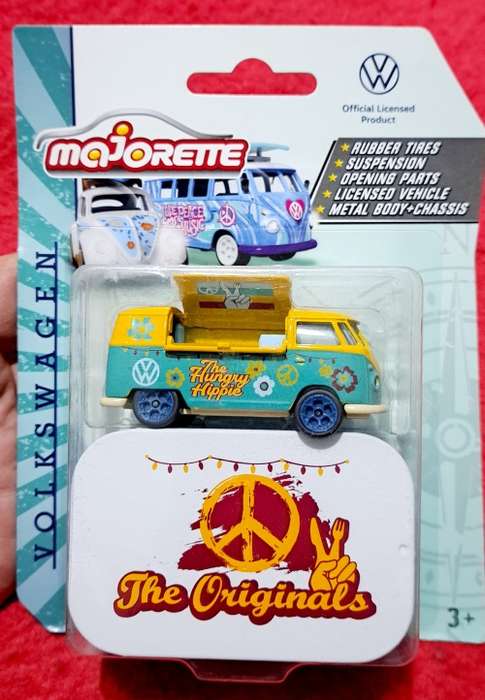 Official Licensed
Product
MAJORETTE
RUBBER TIRES
SUSPENSION
OPENING PARTS
LICENSED VEHICLE
METAL BODY+CHASSIS
VOLKSWAGEN
The
Hungry
Hippie
The Originals
3+